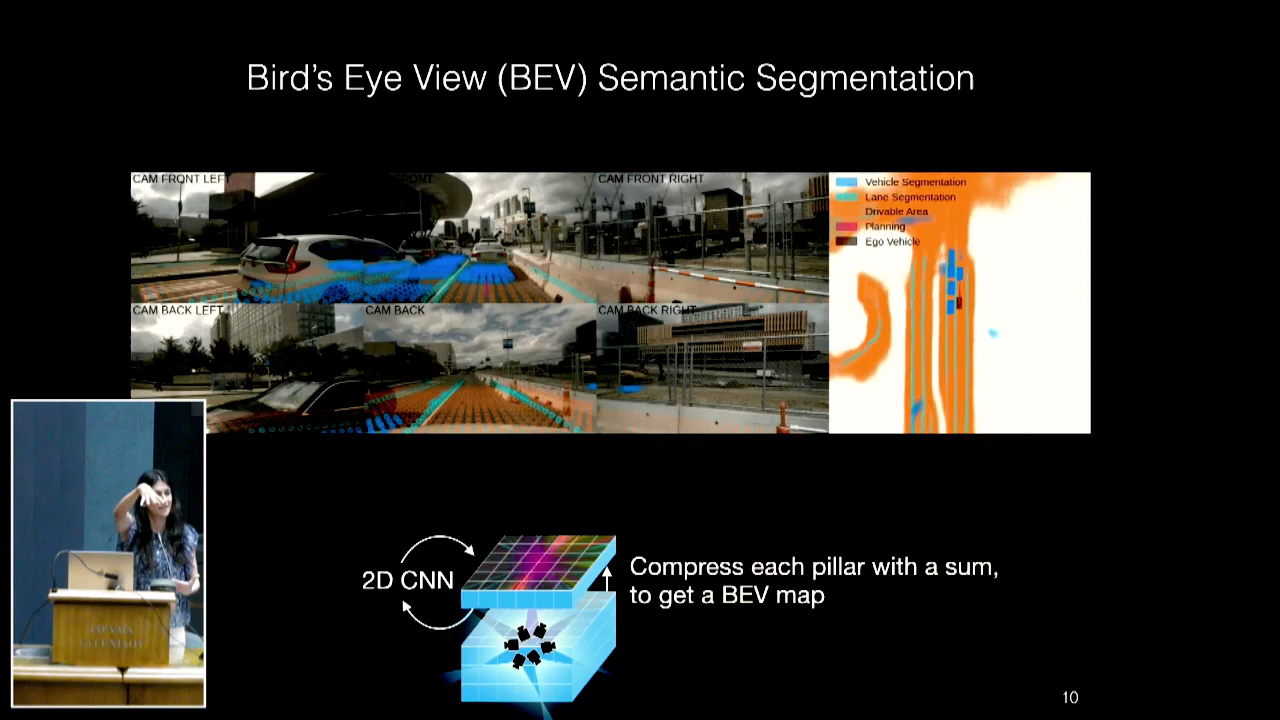 Bird's Eye View (BEV) Semantic Segmentation
CAM FRONT LEFT
FRONT
CAM FRONT RIGHT
Vehicle Segmentation
Lane Segmentation
Drivable Area
Planning
Ego Vehicle
CAM BACK LEFT
CAM BACK
CAM BACK RIGHT
2D CNN
Compress each pillar with a sum,
to get a BEV map
10